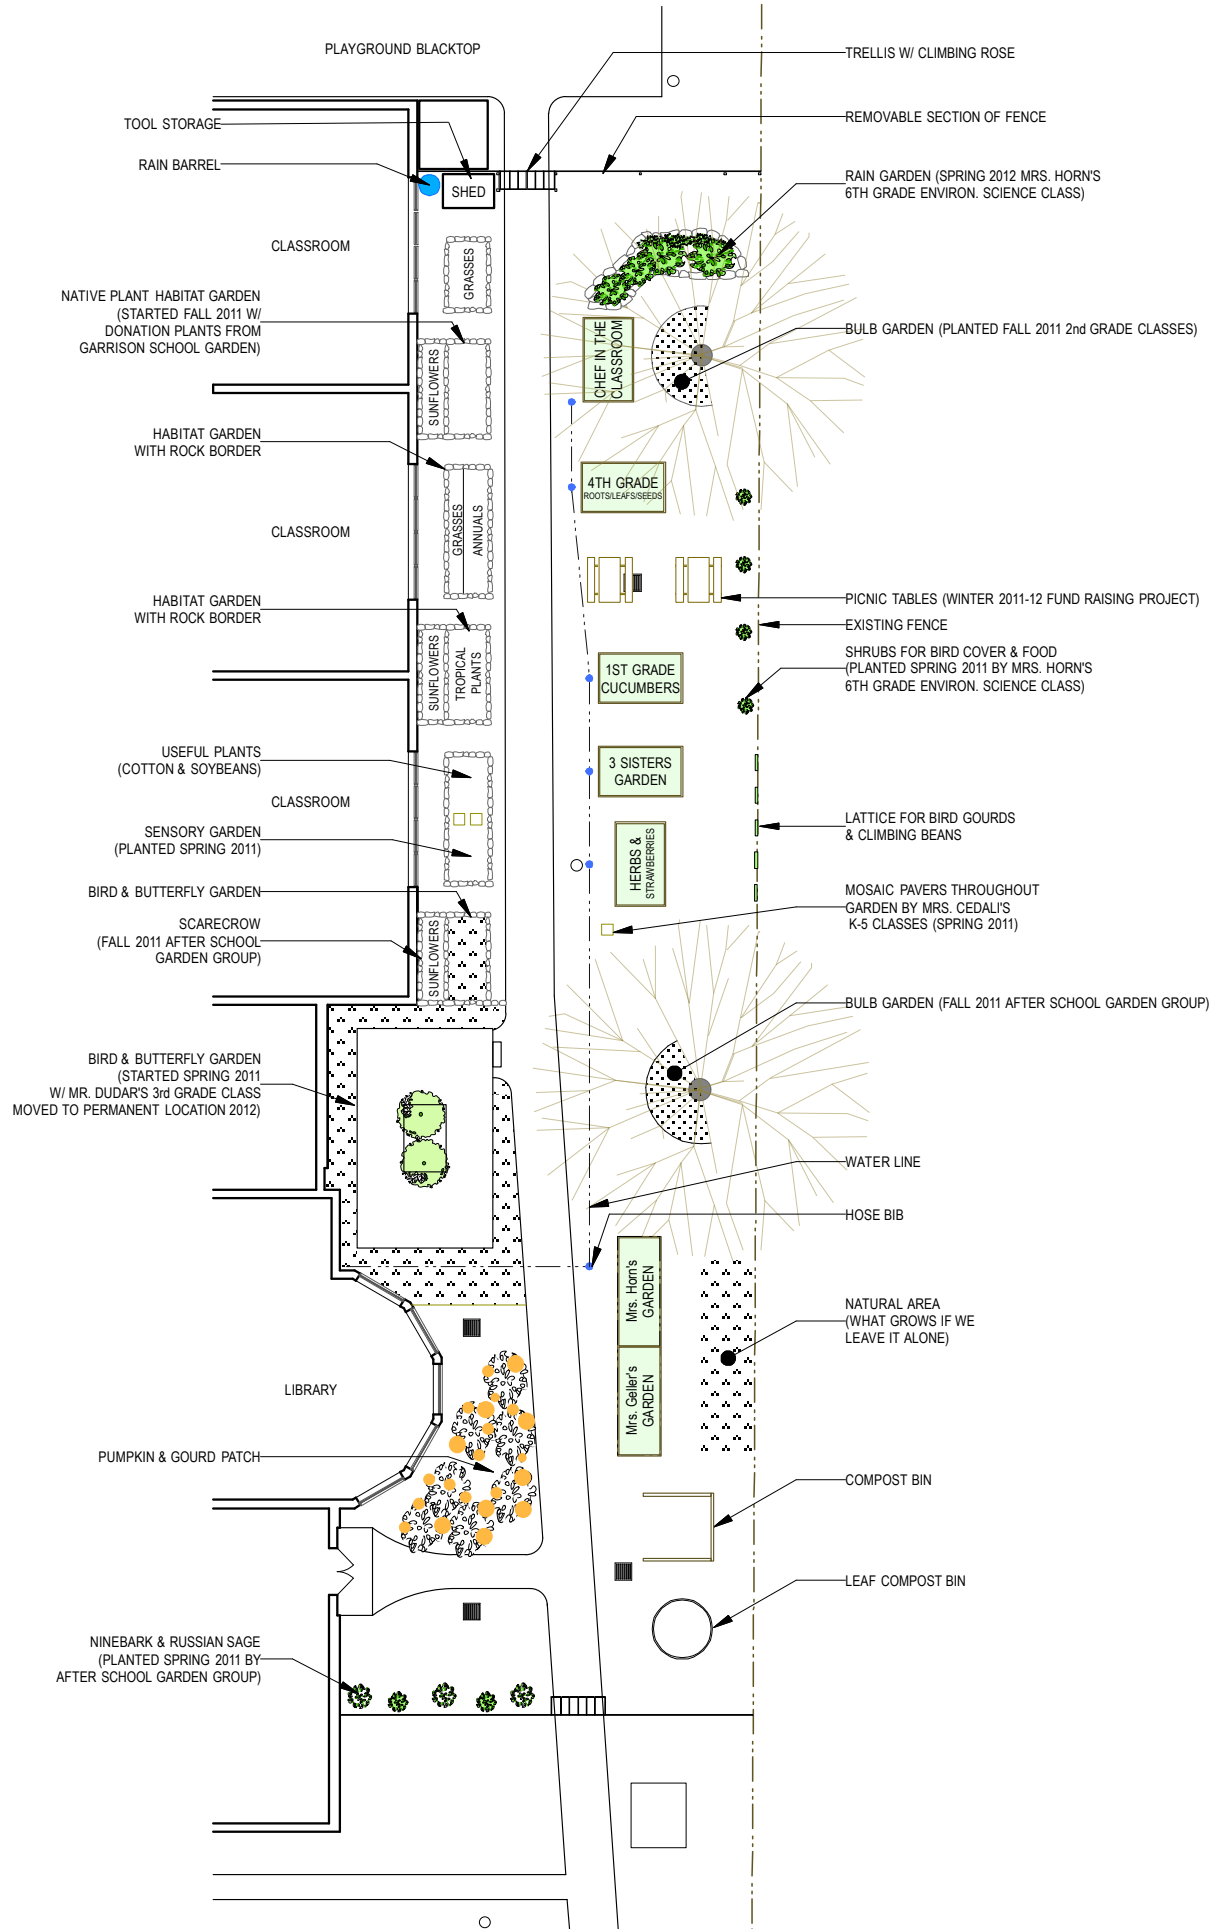 PLAYGROUND BLACKTOP
TRELLIS W/ CLIMBING ROSE
TOOL STORAGE
REMOVABLE SECTION OF FENCE
RAIN BARREL
SHED
RAIN GARDEN (SPRING 2012 MRS. HORN'S
6TH GRADE ENVIRON. SCIENCE CLASS)
CLASSROOM
GRASSES
NATIVE PLANT HABITAT GARDEN
(STARTED FALL 2011 W/
DONATION PLANTS FROM
GARRISON SCHOOL GARDEN)
SUNFLOWERS
CHEF IN THE
CLASSROOM
BULB GARDEN (PLANTED FALL 2011 2nd GRADE CLASSES)
HABITAT GARDEN
WITH ROCK BORDER
GRASSES
ANNUALS
4TH GRADE
ROOTS/LEAFS/SEEDS
CLASSROOM
PICNIC TABLES (WINTER 2011-12 FUND RAISING PROJECT)
EXISTING FENCE
HABITAT GARDEN
WITH ROCK BORDER
SUNFLOWERS
TROPICAL
PLANTS
1ST GRADE
CUCUMBERS
SHRUBS FOR BIRD COVER & FOOD
(PLANTED SPRING 2011 BY MRS. HORN'S
6TH GRADE ENVIRON. SCIENCE CLASS)
USEFUL PLANTS
(COTTON & SOYBEANS)
3 SISTERS
GARDEN
CLASSROOM
LATTICE FOR BIRD GOURDS
& CLIMBING BEANS
SENSORY GARDEN
(PLANTED SPRING 2011)
HERBS &
STRAWBERRIES
BIRD & BUTTERFLY GARDEN
MOSAIC PAVERS THROUGHOUT
GARDEN BY MRS. CEDALI'S
K-5 CLASSES (SPRING 2011)
SCARECROW
(FALL 2011 AFTER SCHOOL
GARDEN GROUP)
SUNFLOWERS
BULB GARDEN (FALL 2011 AFTER SCHOOL GARDEN GROUP)
BIRD & BUTTERFLY GARDEN
(STARTED SPRING 2011
W/ MR. DUDAR'S 3rd GRADE CLASS
MOVED TO PERMANENT LOCATION 2012)
WATER LINE
HOSE BIB
Mrs. Horn's
GARDEN
NATURAL AREA
(WHAT GROWS IF WE
LEAVE IT ALONE)
LIBRARY
Mrs. Geller's
GARDEN
PUMPKIN & GOURD PATCH
COMPOST BIN
LEAF COMPOST BIN
NINEBARK & RUSSIAN SAGE
(PLANTED SPRING 2011 BY
AFTER SCHOOL GARDEN GROUP)